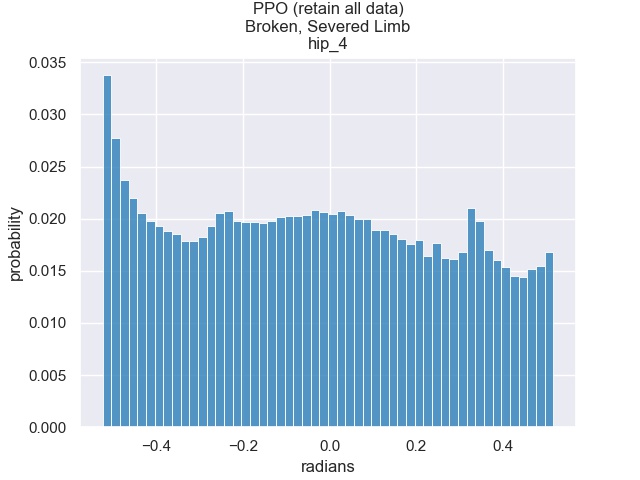 PPO (retain all data)
Broken, Severed Limb
hip_4
0.035
0.030
0.025
0.020
0.015
0.010
0.005
0.000
probability
−0.4
−0.2
0.0
0.2
0.4
radians